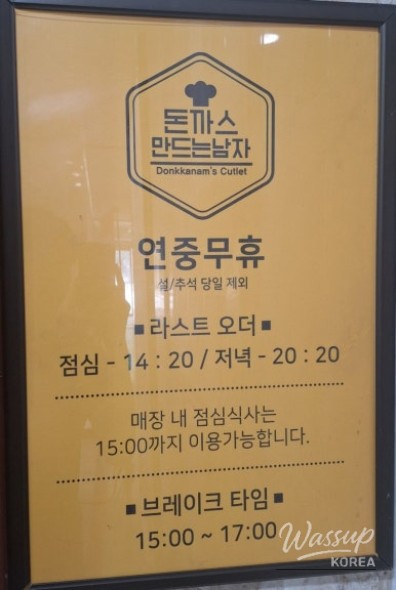 돈까스
만드는남자
Donkkanam's Cutlet
연중무휴
설/추석 당일 제외
■ 라스트 오더 ■
점심 - 14 : 20 / 저녁 - 20 : 20
매장 내 점심식사는
15:00까지 이용가능합니다.
■ 브레이크 타임 ■
15:00 ~ 17:00
Wassup
KOREA